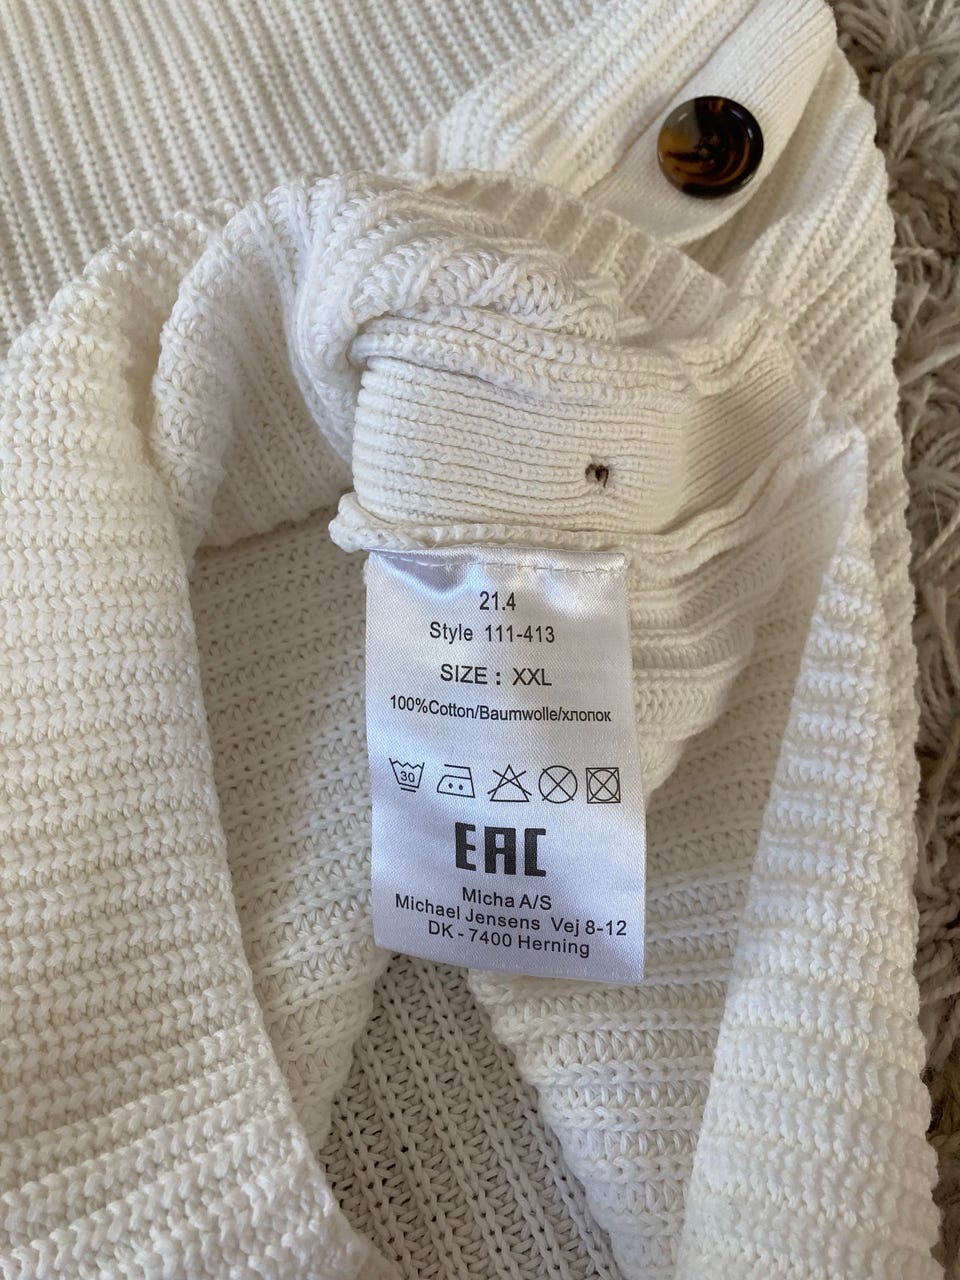 21.4
Style 111-413
SIZE : XXL
100%Cotton/Baumwolle/хлопок
30
EAC
Micha A/S
Michael Jensens Vej 8-12
DK - 7400 Herning